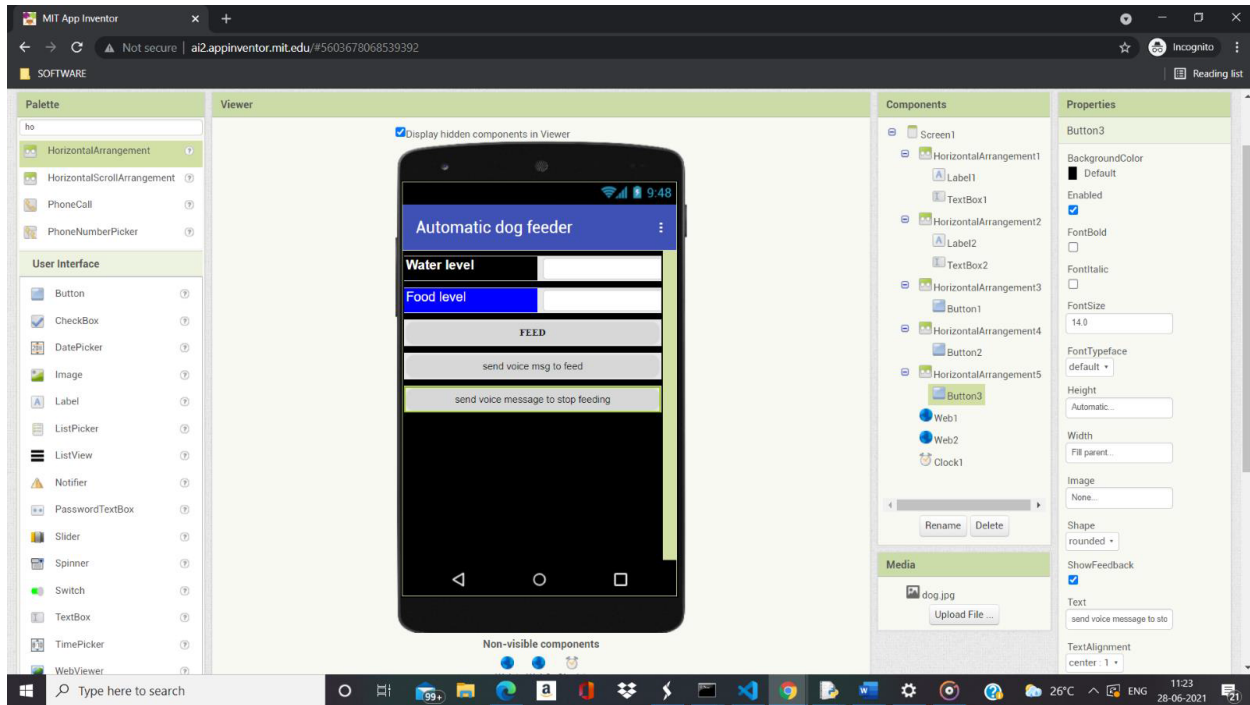 MIT App Inventor
Not secure | ai2.appinventor.mit.edu/#5603678068539392
Incognito
SOFTWARE
Reading list
Palette
ho
HorizontalArrangement
HorizontalScrollArrangement
PhoneCall
PhoneNumberPicker
User Interface
Button
CheckBox
DatePicker
Image
Label
ListPicker
ListView
Notifier
PasswordTextBox
Slider
Spinner
Switch
TextBox
TimePicker
WebViewer
Viewer
Display hidden components in Viewer
9:48
Automatic dog feeder
Water level
Food level
FEED
send voice msg to feed
send voice message to stop feeding
Non-visible components
Components
Screen1
HorizontalArrangement1
Label1
TextBox1
HorizontalArrangement2
Label2
TextBox2
HorizontalArrangement3
Button1
HorizontalArrangement4
Button2
HorizontalArrangement5
Button3
Web1
Web2
Clock1
Rename Delete
Media
dog.jpg
Upload File ...
Properties
Button3
BackgroundColor
Default
Enabled
FontBold
FontItalic
FontSize
14.0
FontTypeface
default
Height
Automatic...
Width
Fill parent...
Image
None...
Shape
rounded
ShowFeedback
Text
send voice message to sto
TextAlignment
center : 1
Type here to search
99+
26°C
ENG
11:23
28-06-2021
21